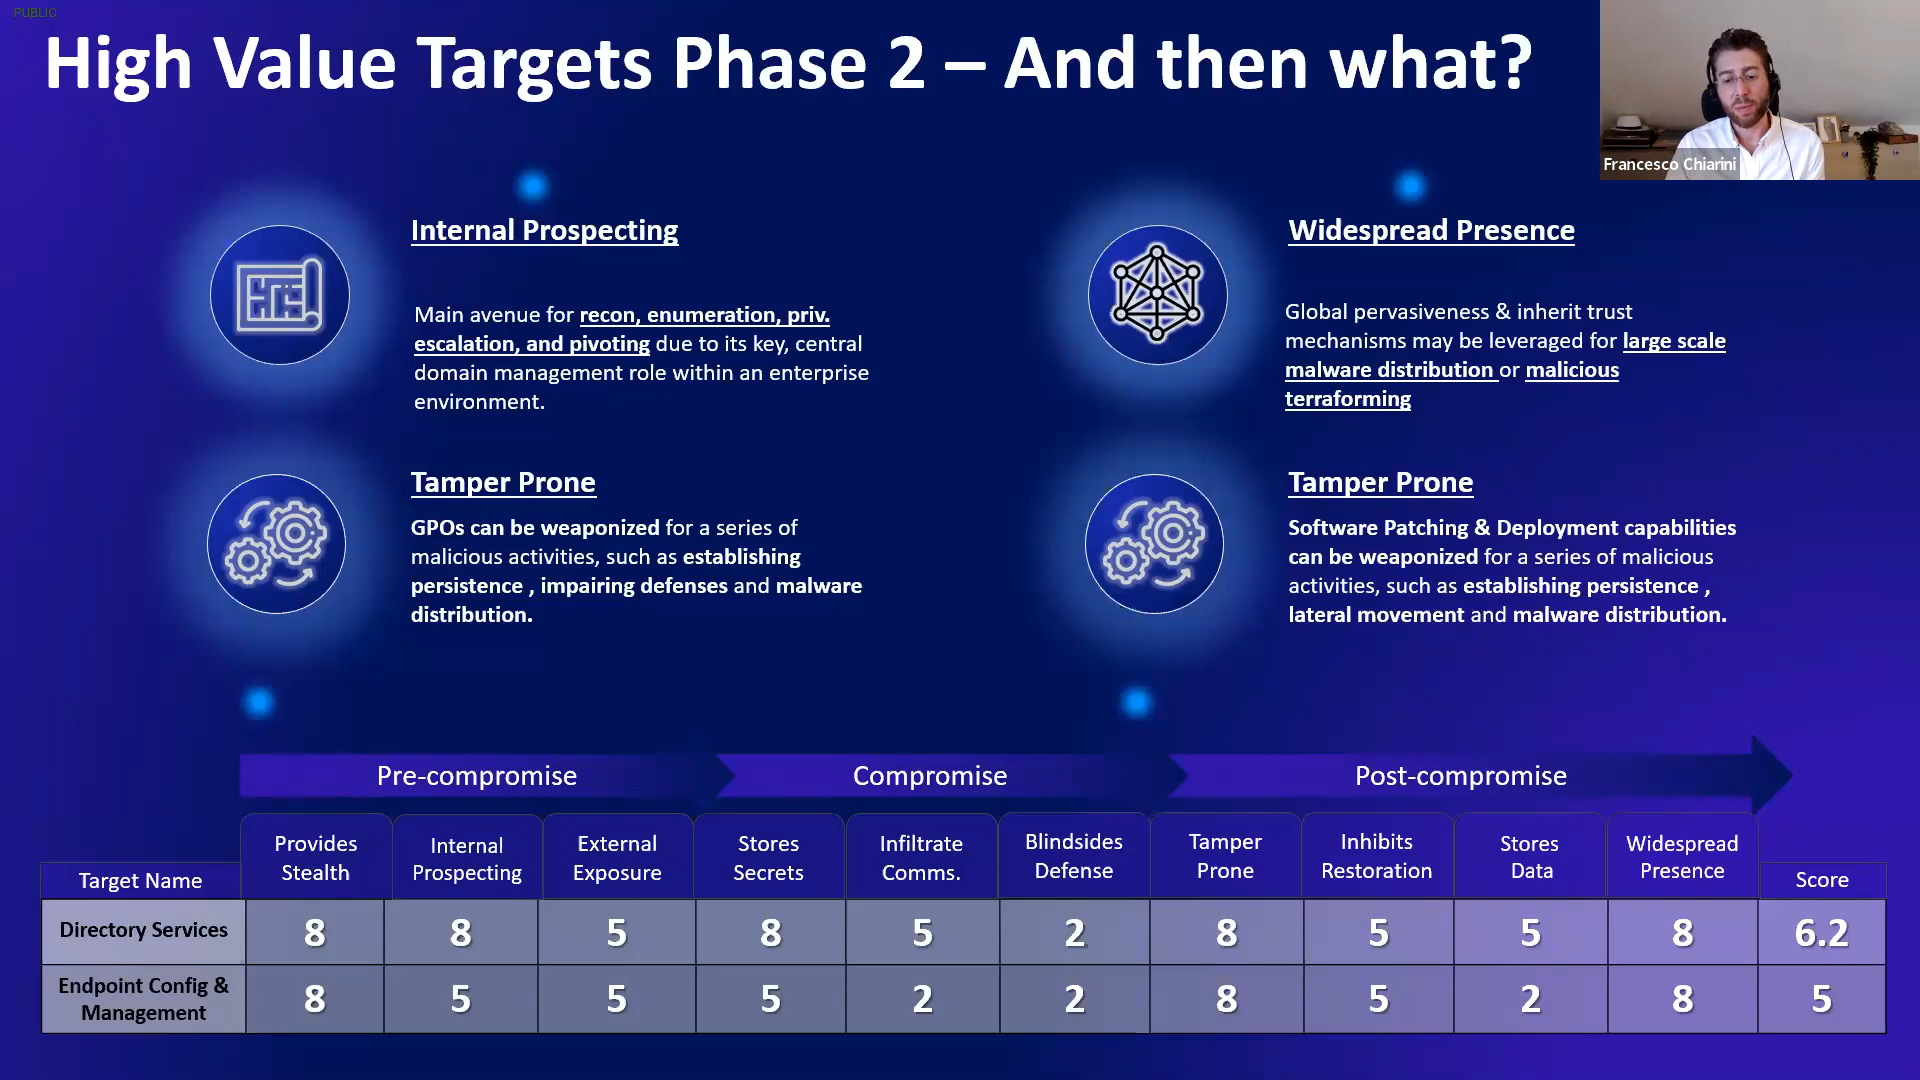 PUBLIC
High Value Targets Phase 2 – And then what?
Francesco Chiarini
Internal Prospecting
Main avenue for recon, enumeration, priv.
escalation, and pivoting due to its key, central
domain management role within an enterprise
environment.
Tamper Prone
GPOs can be weaponized for a series of
malicious activities, such as establishing
persistence , impairing defenses and malware
distribution.
Widespread Presence
Global pervasiveness & inherit trust
mechanisms may be leveraged for large scale
malware distribution or malicious
terraforming
Tamper Prone
Software Patching & Deployment capabilities
can be weaponized for a series of malicious
activities, such as establishing persistence ,
lateral movement and malware distribution.
Pre-compromise Compromise Post-compromise
Target Name
Provides
Stealth
Internal
Prospecting
External
Exposure
Stores
Secrets
Infiltrate
Comms.
Blindsides
Defense
Tamper
Prone
Inhibits
Restoration
Stores
Data
Widespread
Presence
Score
Directory Services 8 8 5 8 5 2 8 5 5 8 6.2
Endpoint Config &
Management 8 5 5 5 2 2 8 5 2 8 5